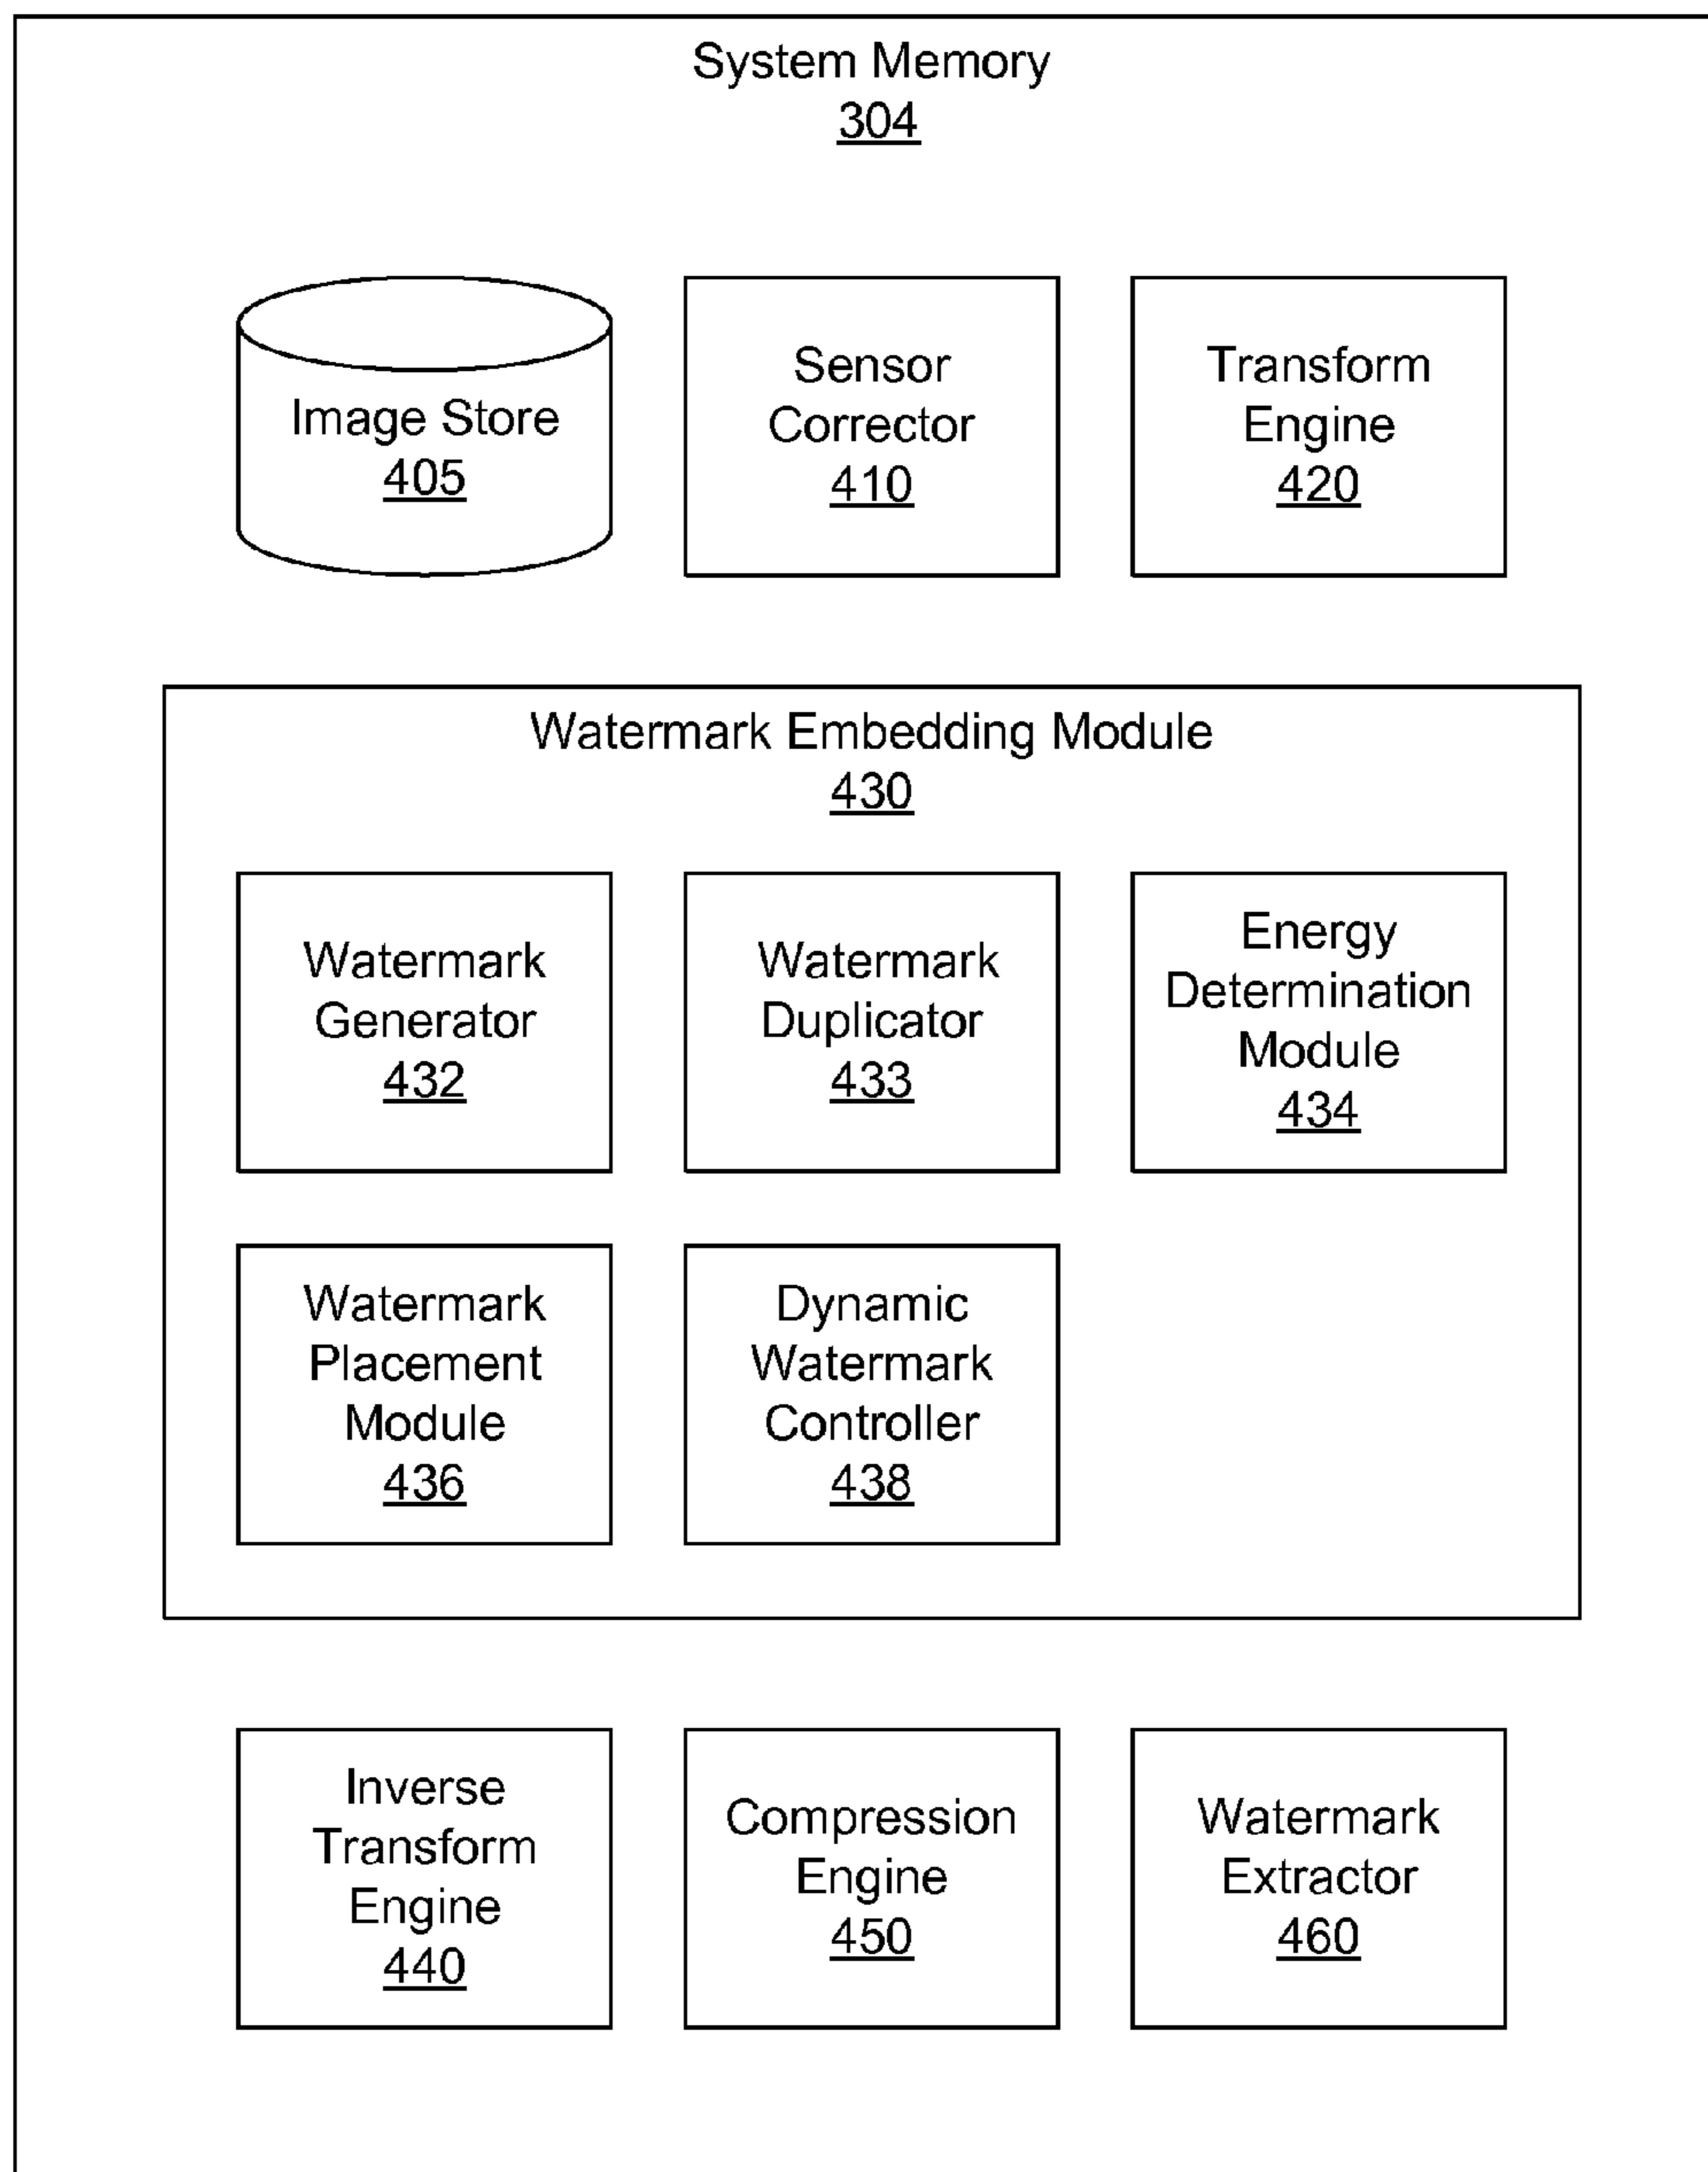 System Memory
304
Image Store
405
Sensor
Corrector
410
Transform
Engine
420
Watermark Embedding Module
430
Watermark
Generator
432
Watermark
Duplicator
433
Energy
Determination
Module
434
Watermark
Placement
Module
436
Dynamic
Watermark
Controller
438
Inverse
Transform
Engine
440
Compression
Engine
450
Watermark
Extractor
460